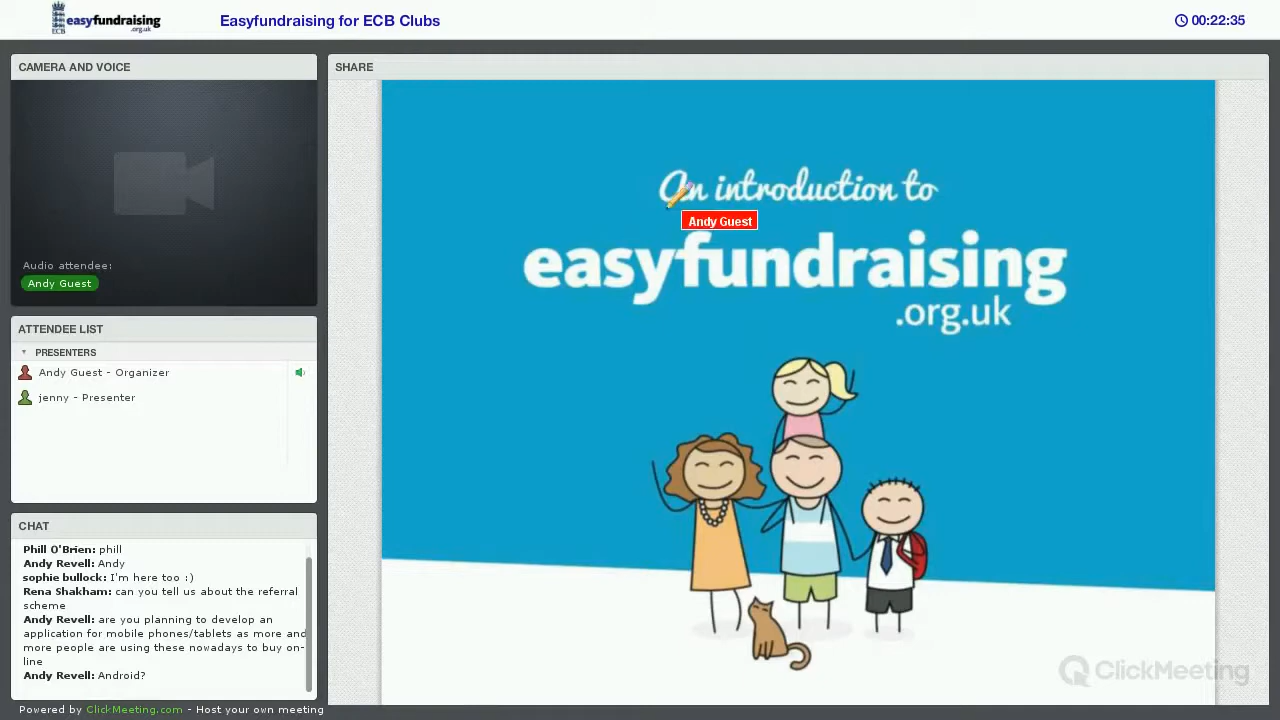 ECB
easyfundraising
.org.uk
Easyfundraising for ECB Clubs
00:22:35
CAMERA AND VOICE
Audio attendee:
Andy Guest
ATTENDEE LIST
PRESENTERS
Andy Guest - Organizer
jenny - Presenter
CHAT
Phill O'Brien: phill
Andy Revell: Andy
sophie bullock: I'm here too :)
Rena Shakham: can you tell us about the referral
scheme
Andy Revell: are you planning to develop an
application for mobile phones/tablets as more and
more people are using these nowadays to buy on-
line
Andy Revell: Android?
Powered by ClickMeeting.com - Host your own meeting
SHARE
An introduction to
Andy Guest
easyfundraising
.org.uk
ClickMeeting